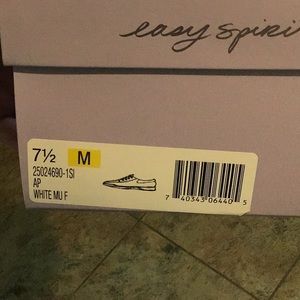 easy spiri
7½ M
25024690-1SI
AP
WHITE MU F
7 40343 06440 5